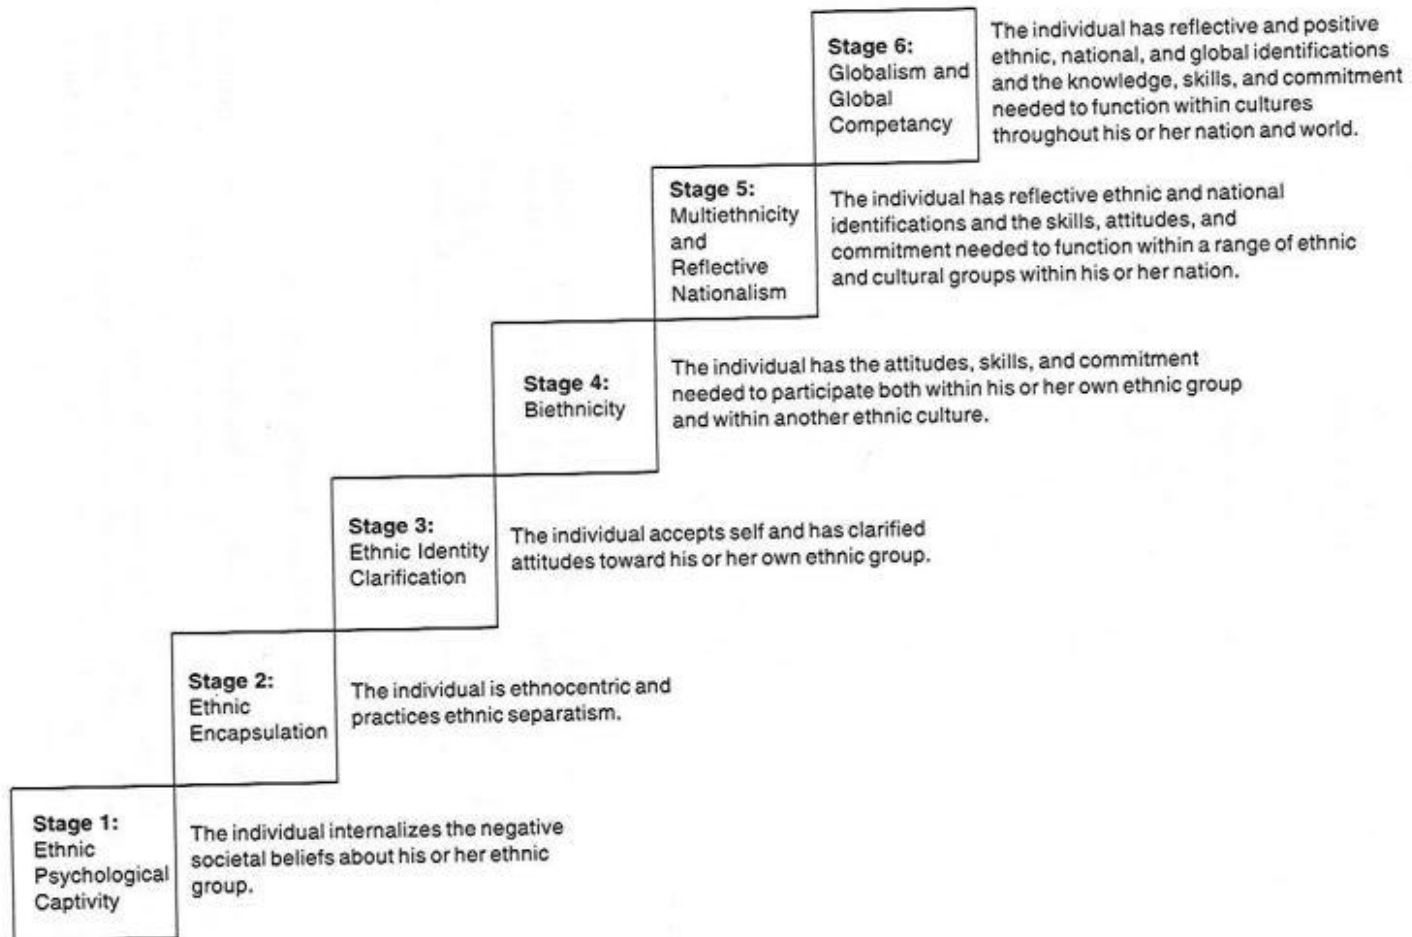 Stage 6:
Globalism and
Global
Competancy
The individual has reflective and positive
ethnic, national, and global identifications
and the knowledge, skills, and commitment
needed to function within cultures
throughout his or her nation and world.
Stage 5:
Multiethnicity
and
Reflective
Nationalism
The individual has reflective ethnic and national
identifications and the skills, attitudes, and
commitment needed to function within a range of ethnic
and cultural groups within his or her nation.
Stage 4:
Biethnicity
The individual has the attitudes, skills, and commitment
needed to participate both within his or her own ethnic group
and within another ethnic culture.
Stage 3:
Ethnic Identity
Clarification
The individual accepts self and has clarified
attitudes toward his or her own ethnic group.
Stage 2:
Ethnic
Encapsulation
The individual is ethnocentric and
practices ethnic separatism.
Stage 1:
Ethnic
Psychological
Captivity
The individual internalizes the negative
societal beliefs about his or her ethnic
group.